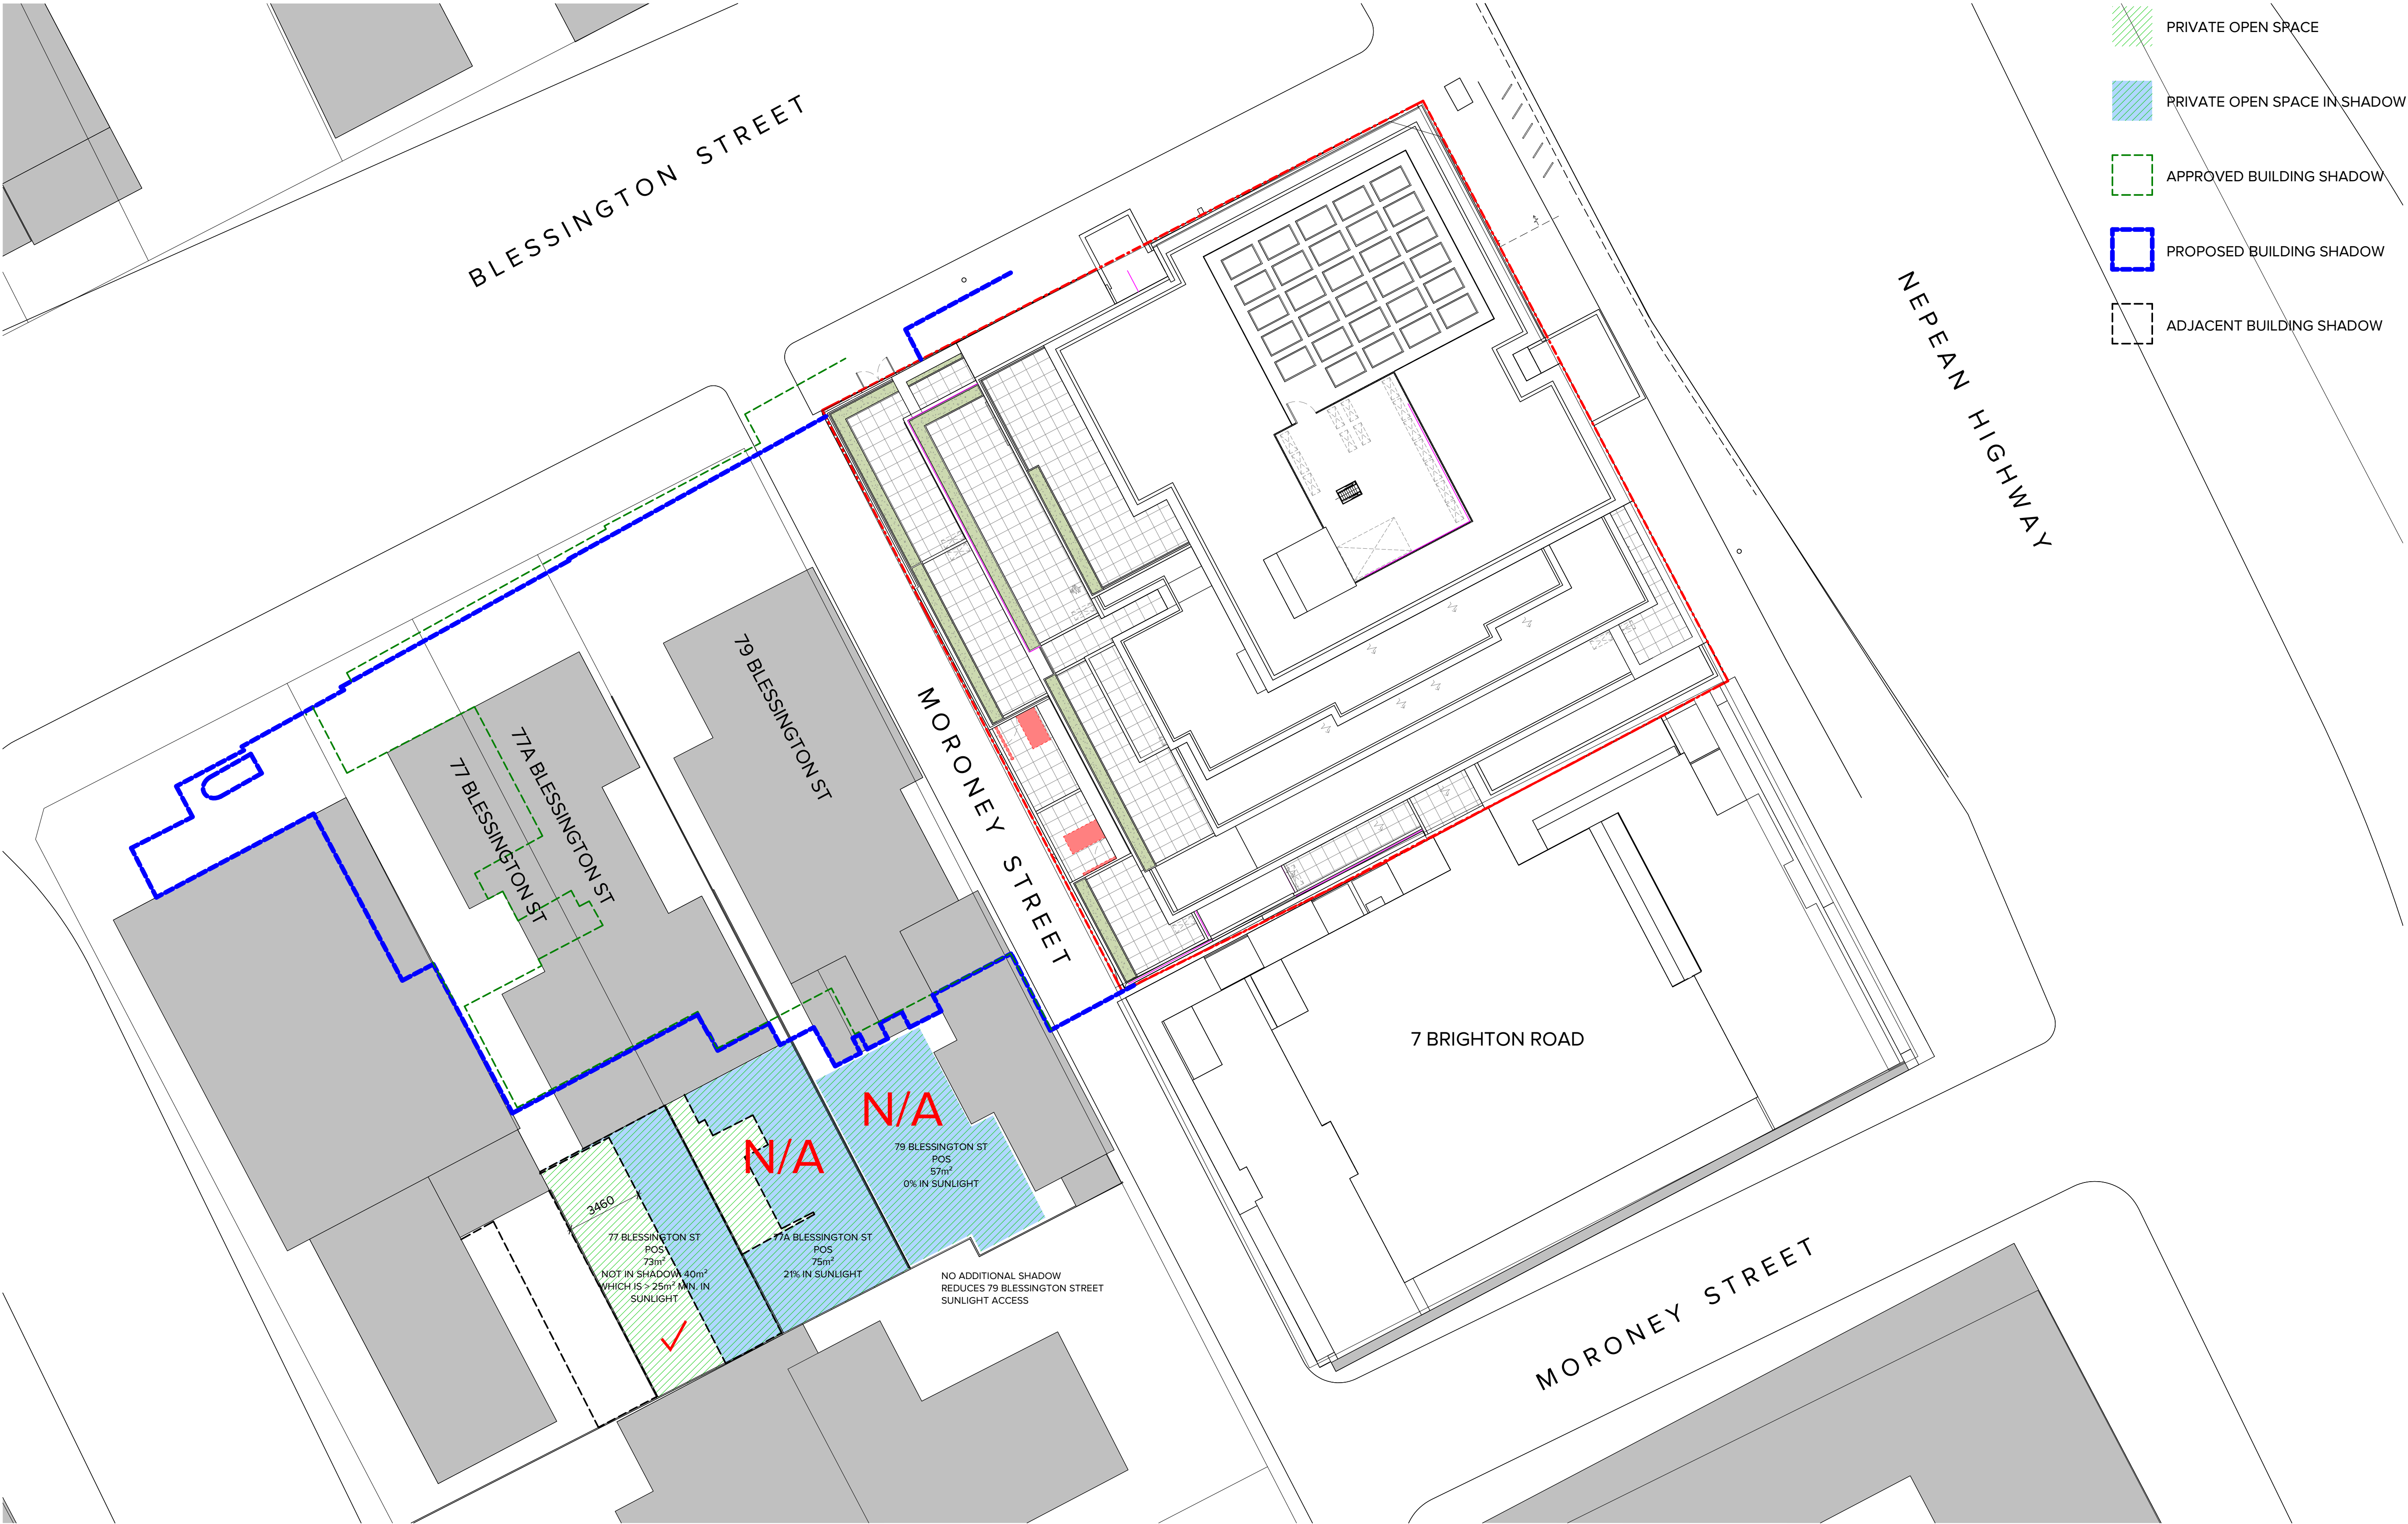 PRIVATE OPEN SPACE
PRIVATE OPEN SPACE IN SHADOW
APPROVED BUILDING SHADOW
PROPOSED BUILDING SHADOW
ADJACENT BUILDING SHADOW
BLESSINGTON STREET
NEPEAN HIGHWAY
79 BLESSINGTON ST
77A BLESSINGTON ST
77 BLESSINGTON ST
MORONEY STREET
7 BRIGHTON ROAD
N/A
N/A
79 BLESSINGTON ST
POS
57m²
0% IN SUNLIGHT
3460
77 BLESSINGTON ST
POS
73m²
NOT IN SHADOW: 40m²
WHICH IS > 25m² MIN. IN
SUNLIGHT
77A BLESSINGTON ST
POS
75m²
21% IN SUNLIGHT
NO ADDITIONAL SHADOW
REDUCES 79 BLESSINGTON STREET
SUNLIGHT ACCESS
MORONEY STREET